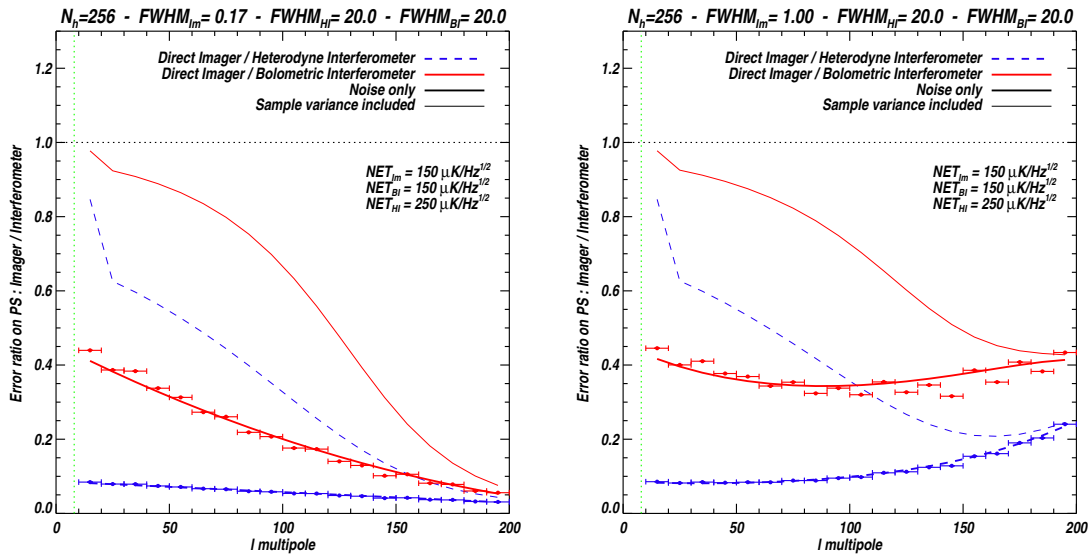 N_h=256 - FWHM_Im= 0.17 - FWHM_HI= 20.0 - FWHM_BI= 20.0
Direct Imager / Heterodyne Interferometer
Direct Imager / Bolometric Interferometer
Noise only
Sample variance included
NET_Im = 150 μK/Hz^1/2
NET_BI = 150 μK/Hz^1/2
NET_HI = 250 μK/Hz^1/2
Error ratio on PS : Imager / Interferometer
1.2
1.0
0.8
0.6
0.4
0.2
0.0
0 50 100 150 200
l multipole
N_h=256 - FWHM_Im= 1.00 - FWHM_HI= 20.0 - FWHM_BI= 20.0
Direct Imager / Heterodyne Interferometer
Direct Imager / Bolometric Interferometer
Noise only
Sample variance included
NET_Im = 150 μK/Hz^1/2
NET_BI = 150 μK/Hz^1/2
NET_HI = 250 μK/Hz^1/2
Error ratio on PS : Imager / Interferometer
1.2
1.0
0.8
0.6
0.4
0.2
0.0
0 50 100 150 200
l multipole